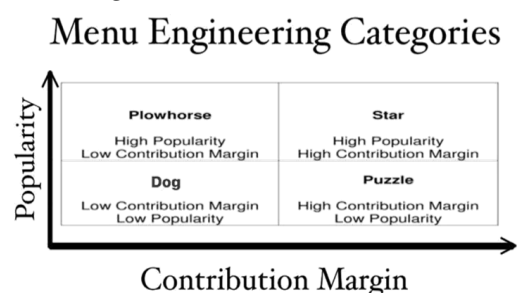 Menu Engineering Categories
Popularity
Plowhorse
High Popularity
Low Contribution Margin
Star
High Popularity
High Contribution Margin
Dog
Low Contribution Margin
Low Popularity
Puzzle
High Contribution Margin
Low Popularity
Contribution Margin